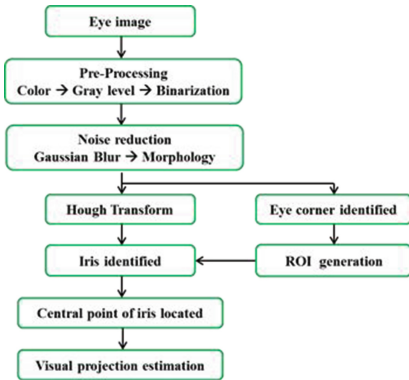 Eye image
Pre-Processing
Color → Gray level → Binarization
Noise reduction
Gaussian Blur → Morphology
Hough Transform
Eye corner identified
Iris identified
ROI generation
Central point of iris located
Visual projection estimation